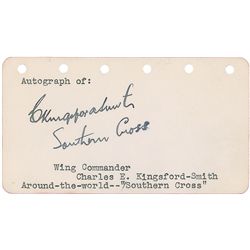 Autograph of:
CKingsfordSmith
Southern Cross
Wing Commander
Charles E. Kingsford-Smith
Around-the-world--"Southern Cross"